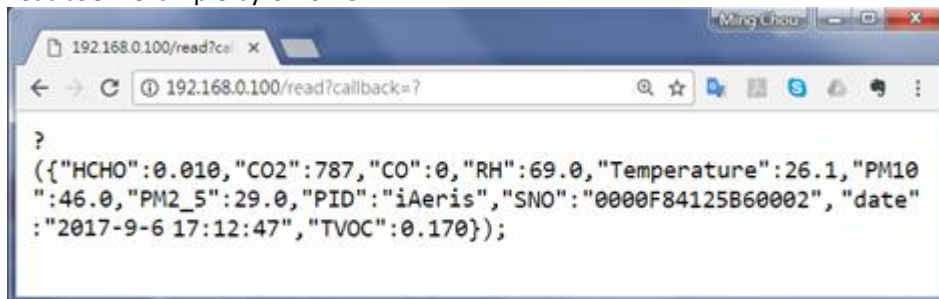 Ming Chou
192.168.0.100/read?cal
192.168.0.100/read?callback=?
?
({"HCHO":0.010,"CO2":787,"CO":0,"RH":69.0,"Temperature":26.1,"PM10
":46.0,"PM2_5":29.0,"PID":"iAeris","SNO":"0000F84125B60002","date"
:"2017-9-6 17:12:47","TVOC":0.170});